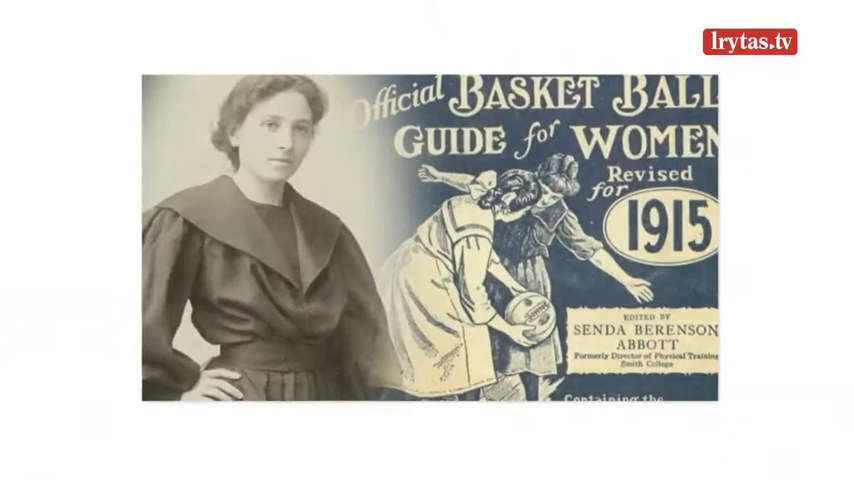 lrytas.tv
Official BASKET BALL
GUIDE for WOMEN
Revised
for
1915
EDITED BY
SENDA BERENSON
ABBOTT
Formerly Director of Physical Training
Smith College
Containing the